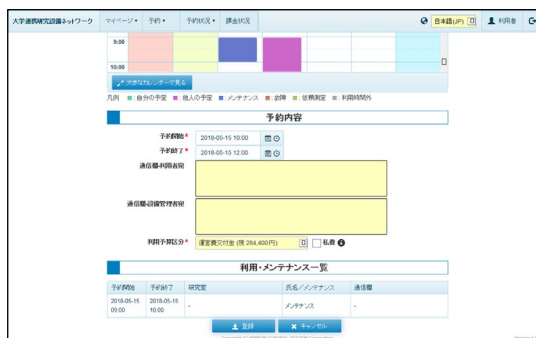 大学連携研究設備ネットワーク マイページ▼ 予約▼ 予約状況▼ 課金状況 日本語(JP) 利用者
9:00
10:00
大きなカレンダーで見る
凡例 ■:自分の予定 ■:他人の予定 ■:メンテナンス ■:故障 ■:依頼測定 ■:利用時間外
予約内容
予約開始* 2018-05-15 10:00
予約終了* 2018-05-15 12:00
通信欄-利用者宛
通信欄-設備管理者宛
利用予算区分* 運営費交付金 (残 284,400円) 私費
利用・メンテナンス一覧
予約開始 予約終了 研究室 氏名/メンテナンス 通信欄
2018-05-15 09:00 2018-05-15 10:00 - メンテナンス -
登録 キャンセル